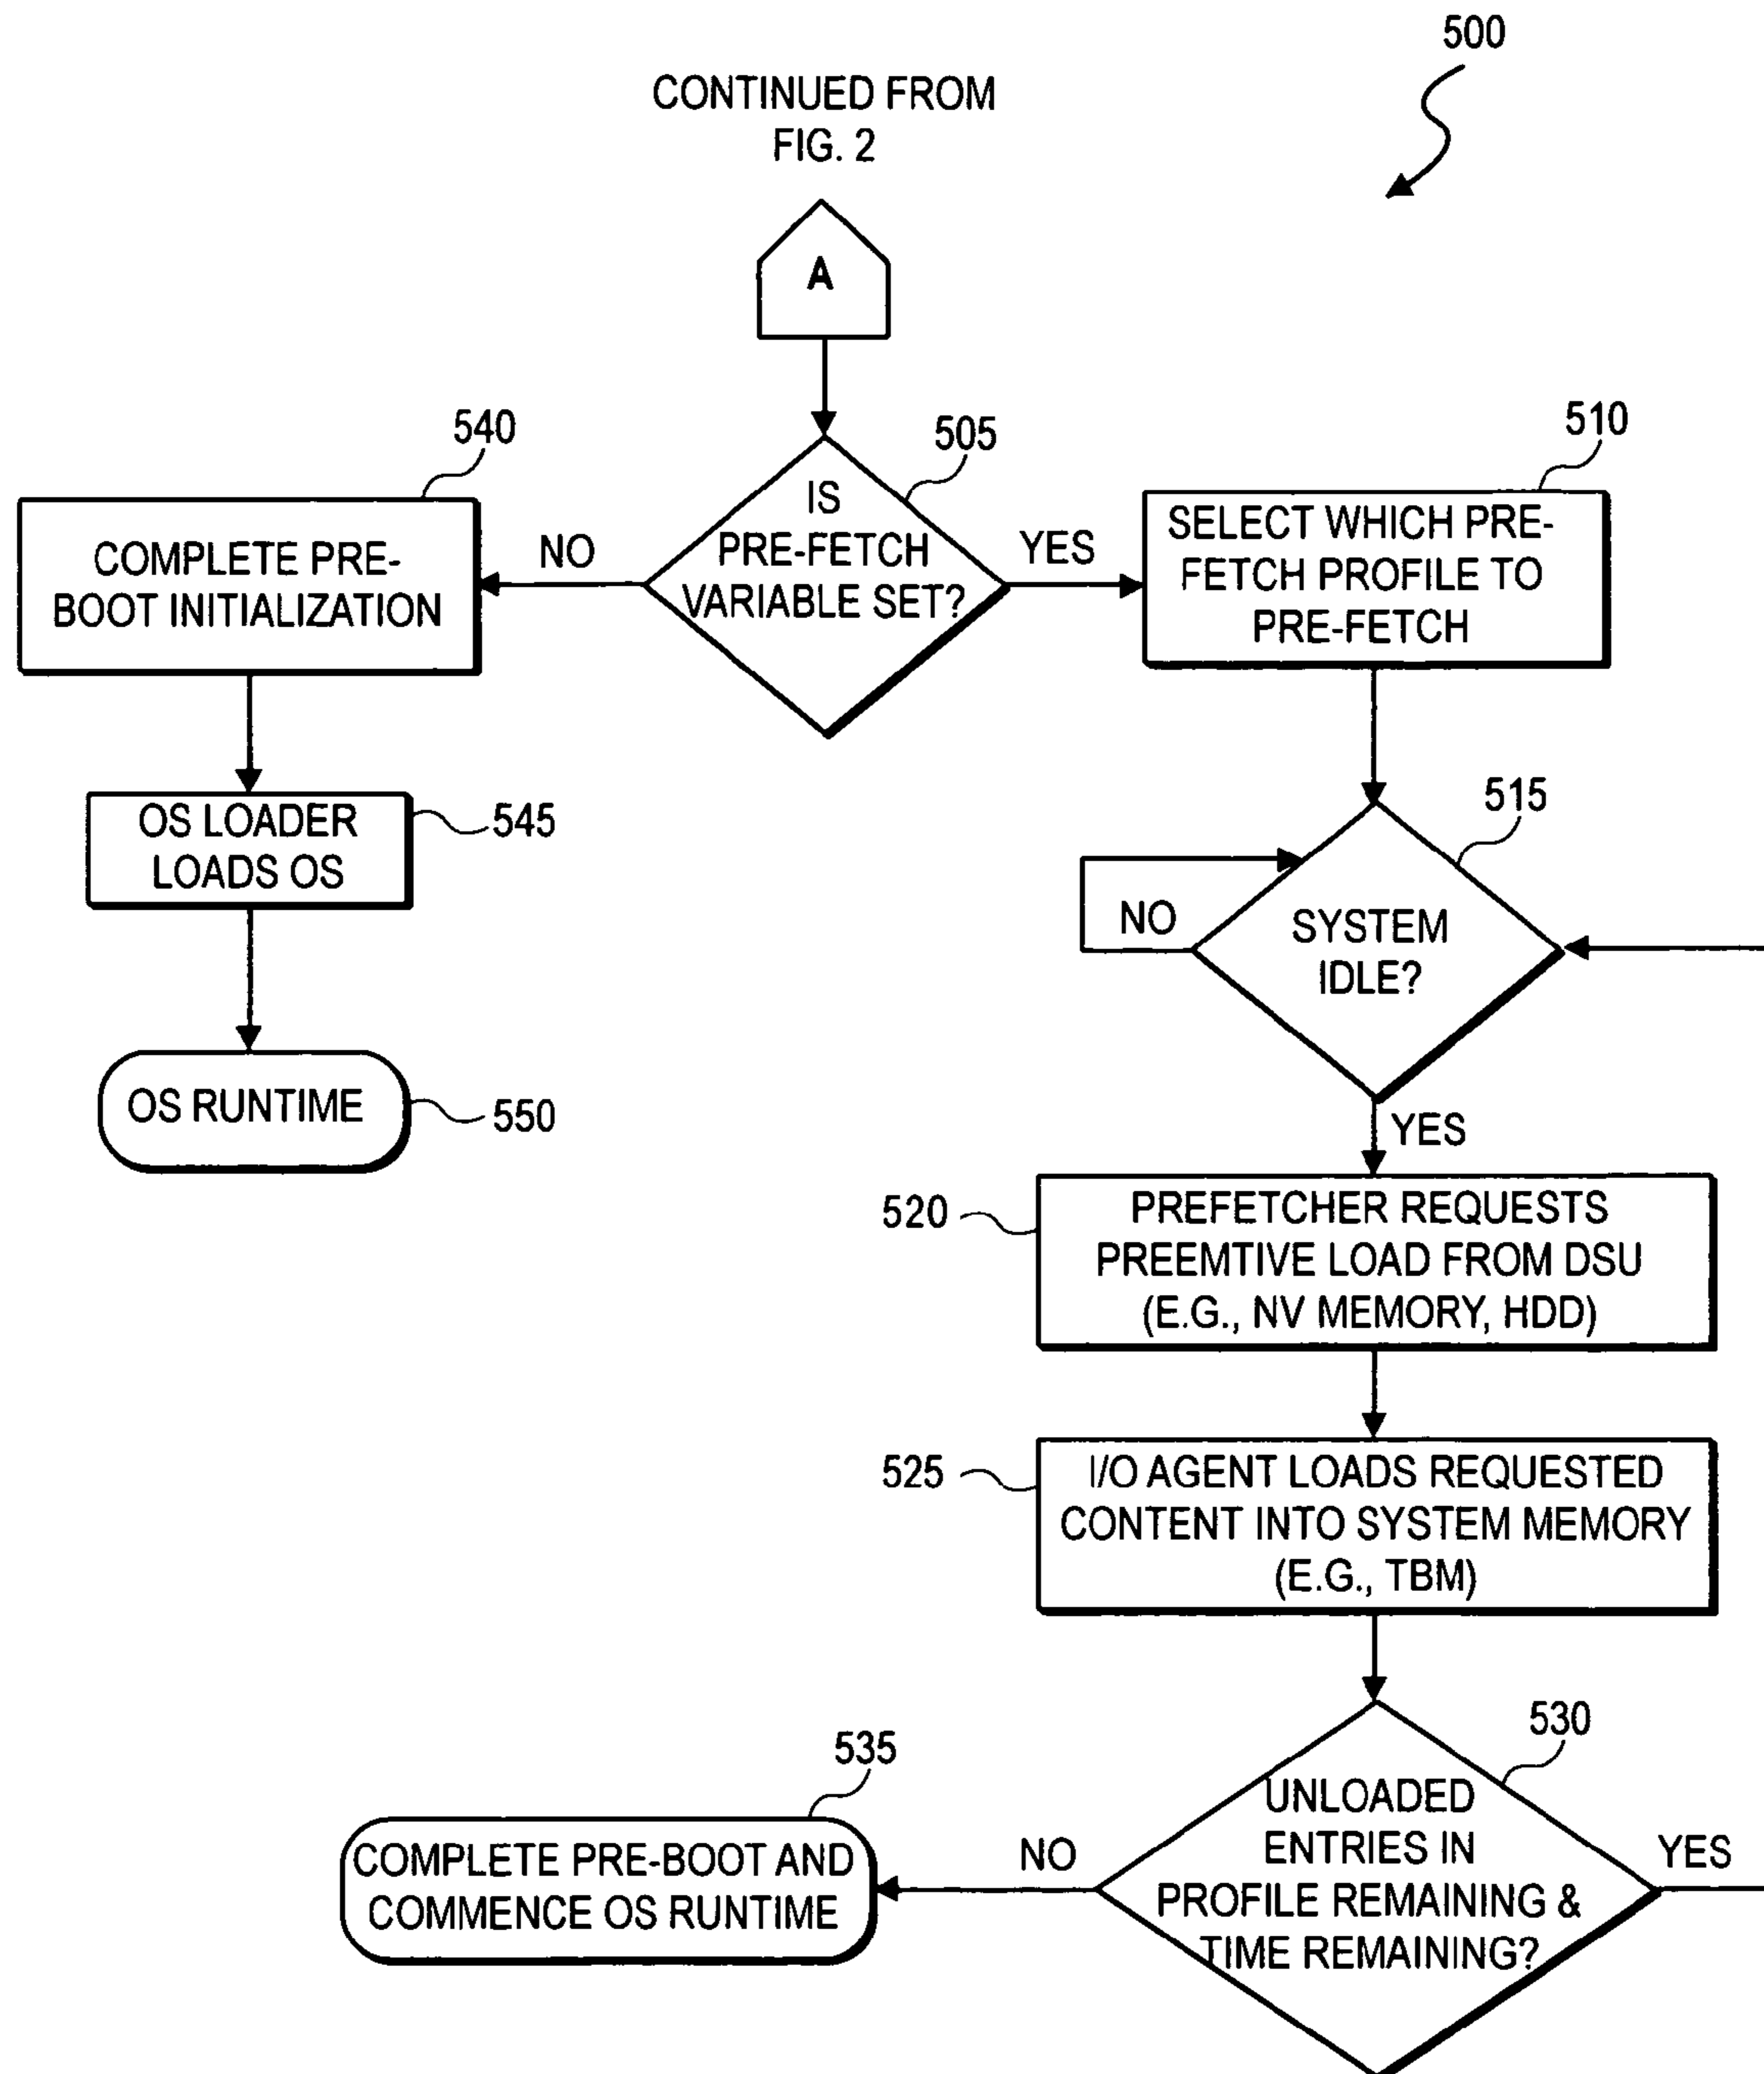 500
CONTINUED FROM
FIG. 2
A
540
505
510
IS
PRE-FETCH
VARIABLE SET?
NO
YES
COMPLETE PRE-
BOOT INITIALIZATION
SELECT WHICH PRE-
FETCH PROFILE TO
PRE-FETCH
OS LOADER
LOADS OS
545
515
SYSTEM
IDLE?
NO
YES
OS RUNTIME
550
520
PREFETCHER REQUESTS
PREEMTIVE LOAD FROM DSU
(E.G., NV MEMORY, HDD)
525
I/O AGENT LOADS REQUESTED
CONTENT INTO SYSTEM MEMORY
(E.G., TBM)
530
535
UNLOADED
ENTRIES IN
PROFILE REMAINING &
TIME REMAINING?
NO
YES
COMPLETE PRE-BOOT AND
COMMENCE OS RUNTIME